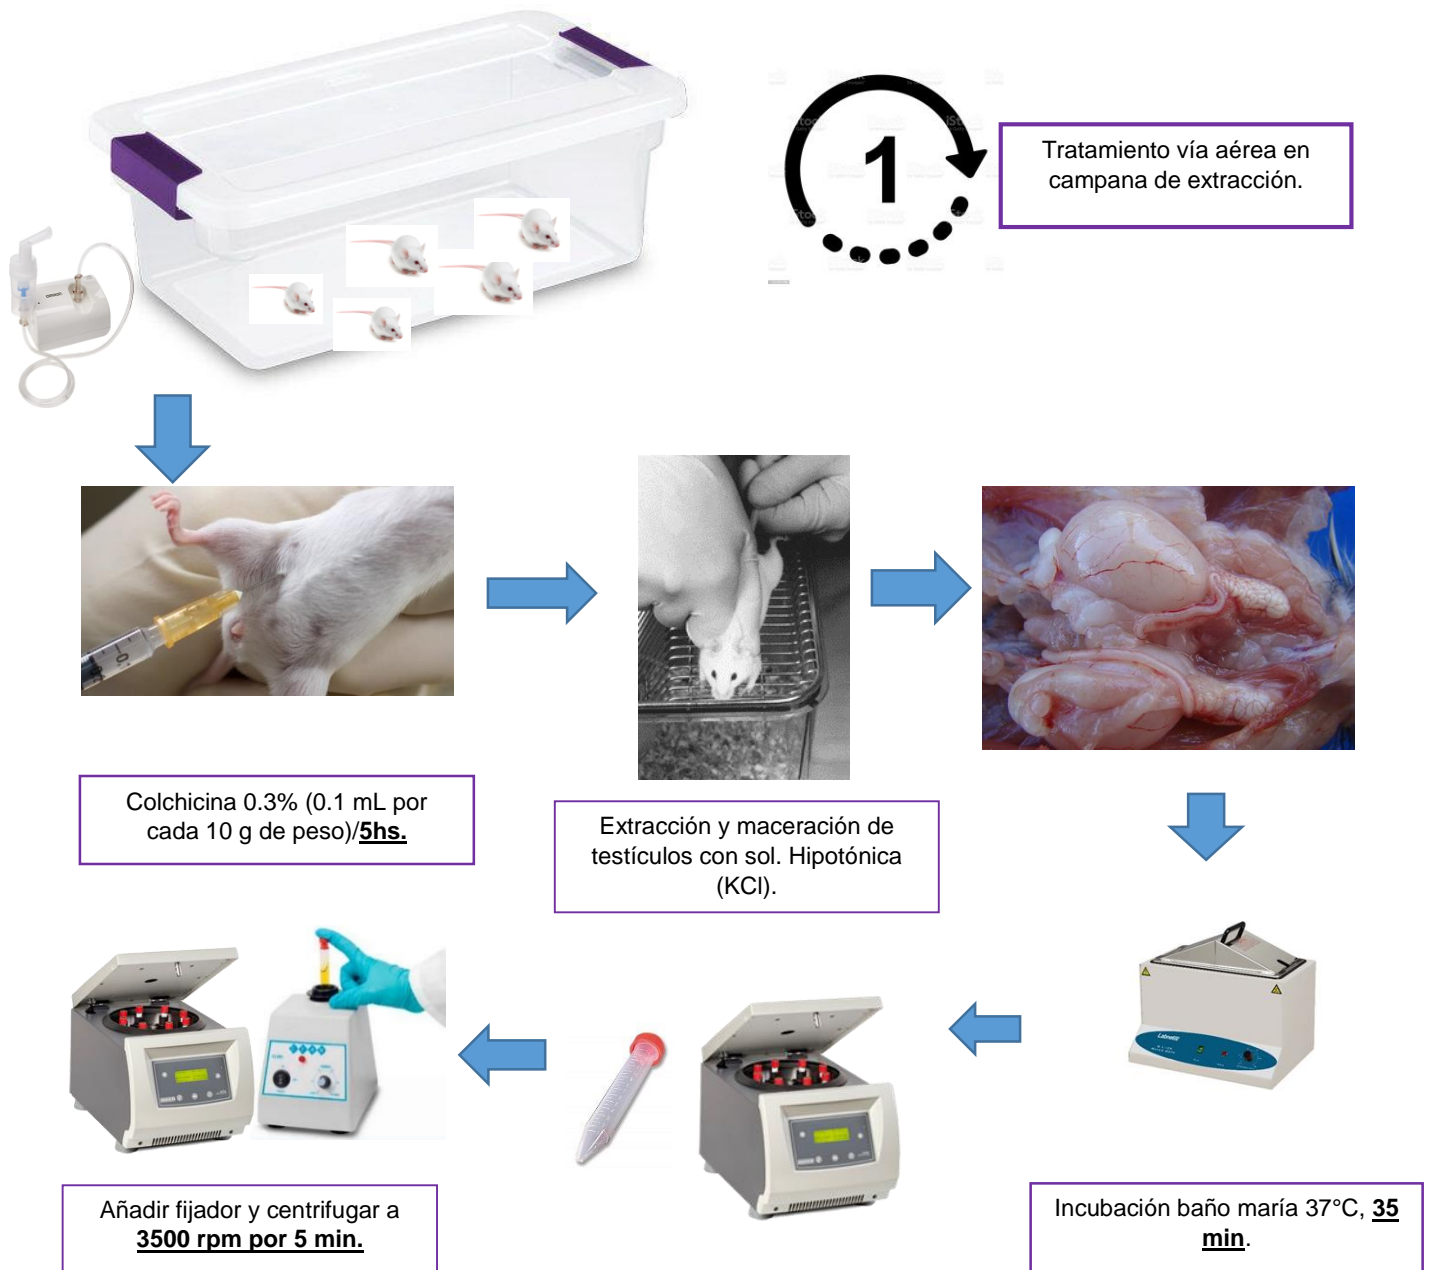 1
Tratamiento vía aérea en
campana de extracción.
Colchicina 0.3% (0.1 mL por
cada 10 g de peso)/5hs.
Extracción y maceración de
testículos con sol. Hipotónica
(KCl).
Añadir fijador y centrifugar a
3500 rpm por 5 min.
Incubación baño maría 37°C, 35
min.